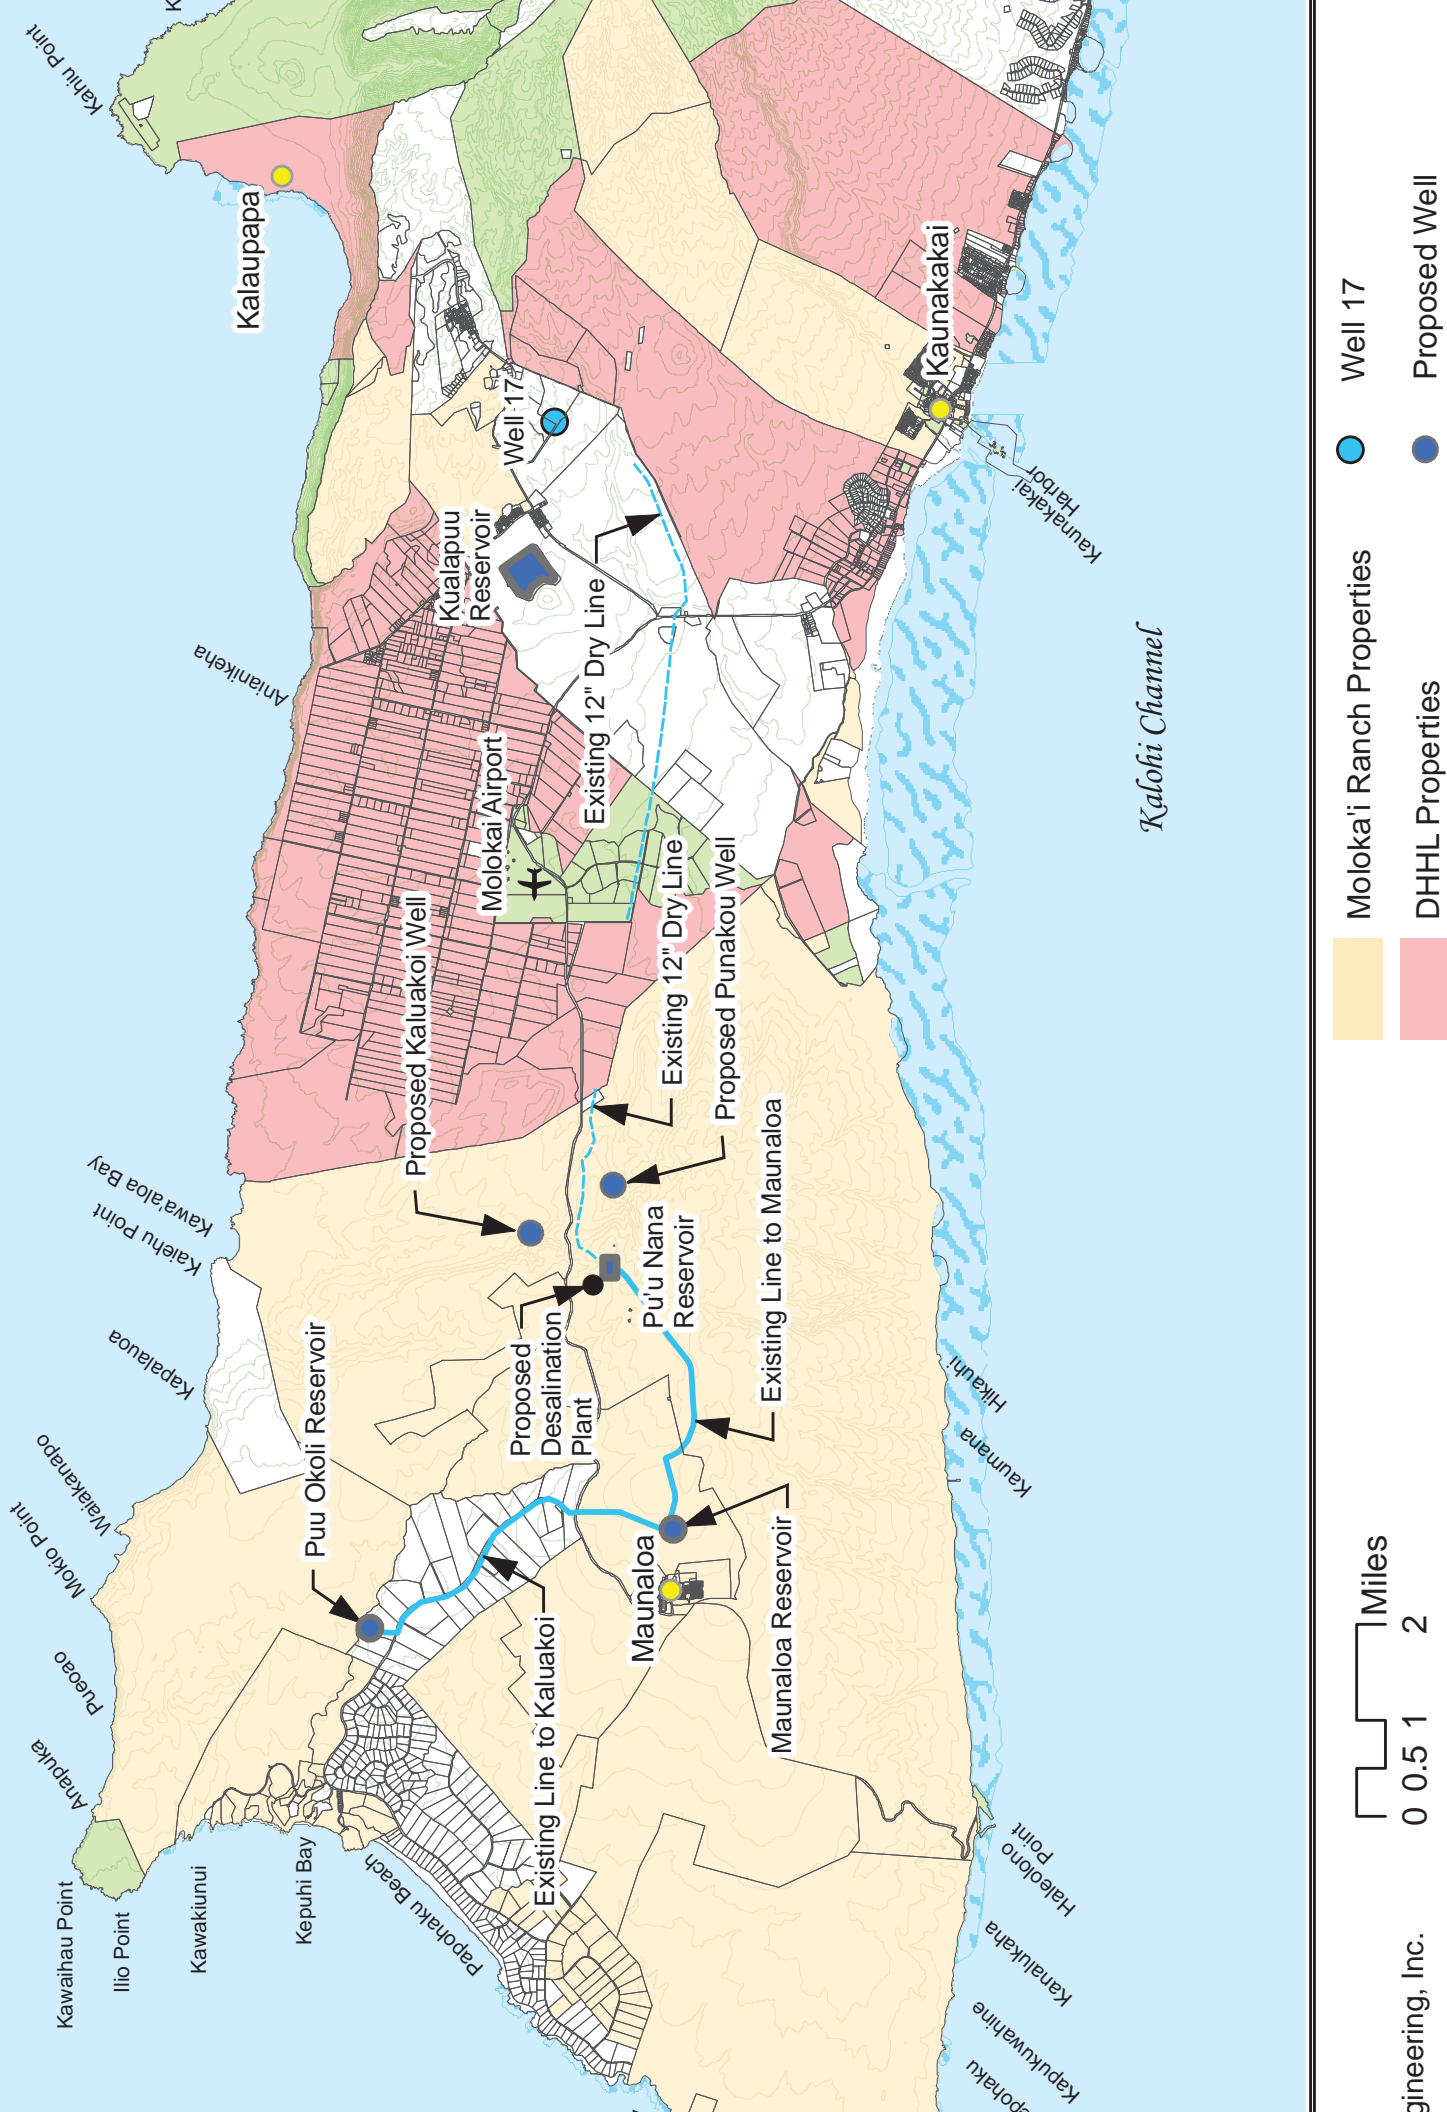 Kahiu Point
Kalaupapa
Well 17
Kualapuu
Reservoir
Kaunakakai
Kaunakakai
Harbor
Anianikeha
Existing 12" Dry Line
Molokai Airport
Kalohi Channel
Proposed Kaluakoi Well
Existing 12" Dry Line
Proposed Punakou Well
Kawa'aloa Bay
Kaiehu Point
Kapalauoa
Waiakanapo
Mokio Point
Pueoao
Anapuka
Puu Okoli Reservoir
Proposed
Desalination
Plant
Pu'u Nana
Reservoir
Existing Line to Maunaloa
Maunaloa
Maunaloa Reservoir
Existing Line to Kaluakoi
Kawaihau Point
Ilio Point
Kawakiunui
Kepuhi Bay
Papohaku Beach
Hikauhi
Kaumana
Haleolono
Point
Kanalukaha
Kapukuwahine
Well 17
Proposed Well
Moloka'i Ranch Properties
DHHL Properties
Miles
0 0.5 1 2
gineering, Inc.